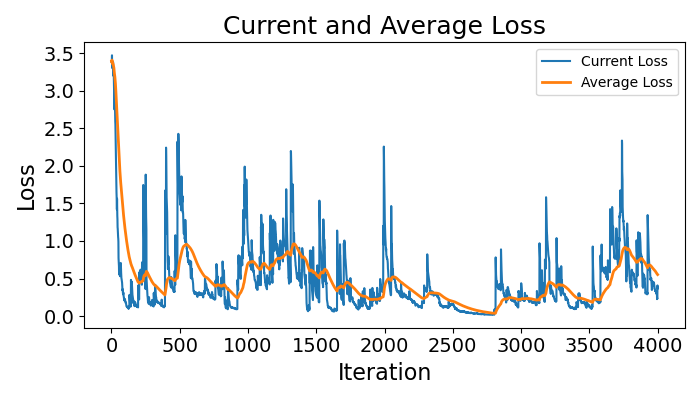 Current and Average Loss
Current Loss
Average Loss
Loss
3.5
3.0
2.5
2.0
1.5
1.0
0.5
0.0
0 500 1000 1500 2000 2500 3000 3500 4000
Iteration